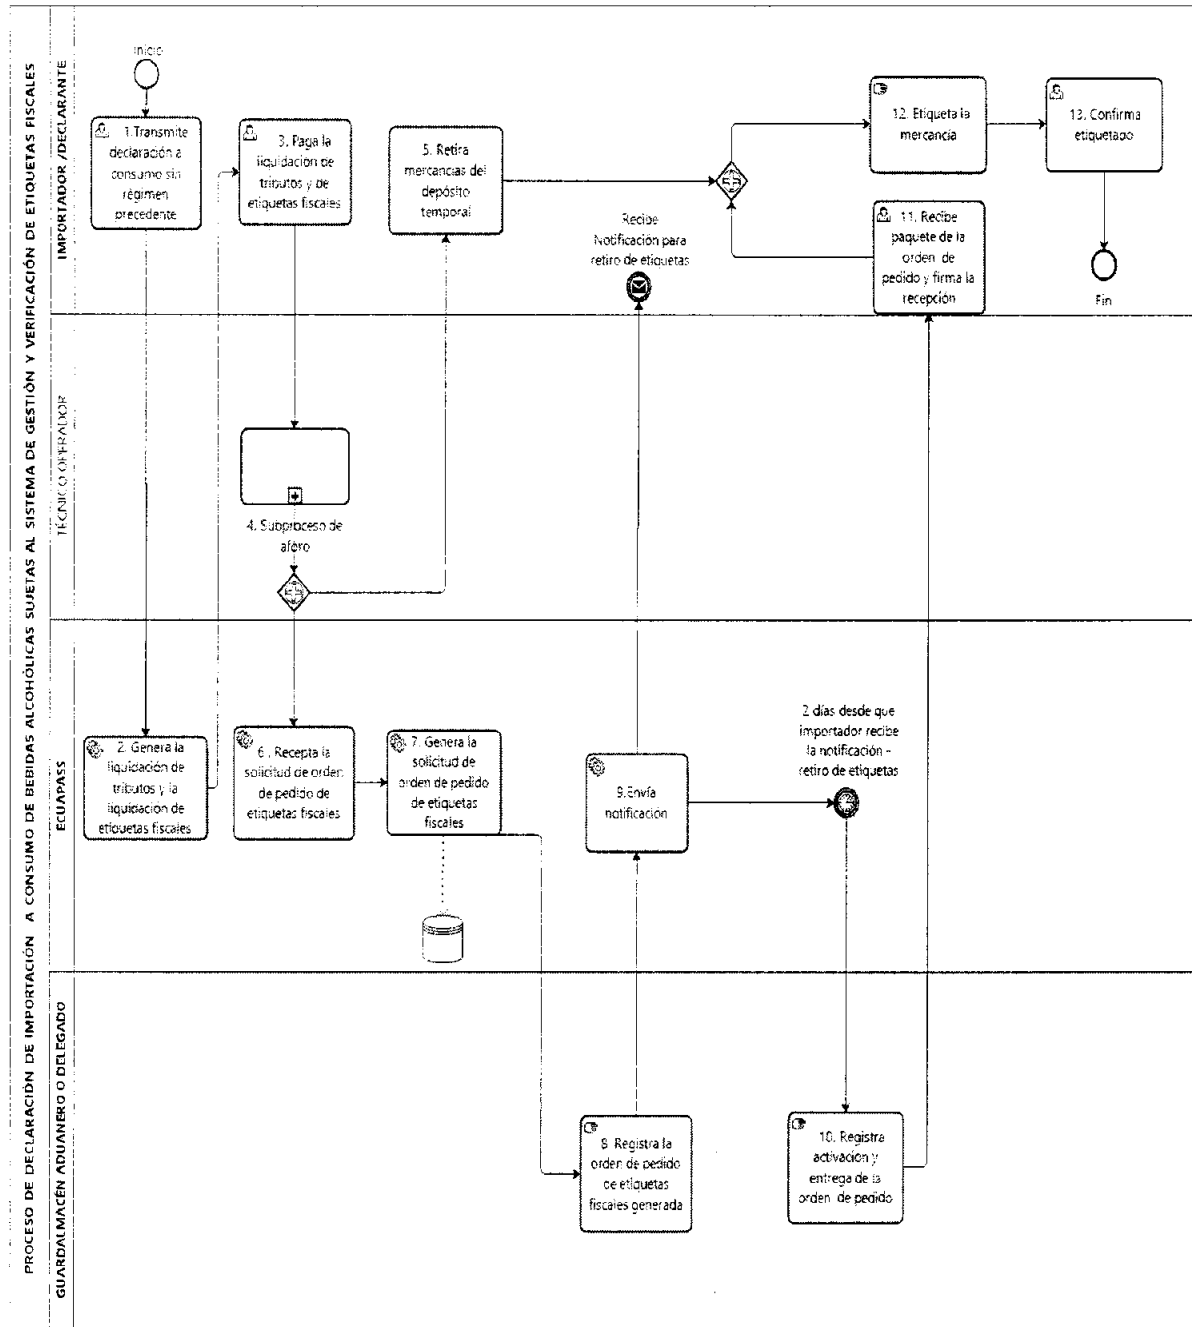 PROCESO DE DECLARACIÓN DE IMPORTACIÓN A CONSUMO DE BEBIDAS ALCOHÓLICAS SUJETAS AL SISTEMA DE GESTIÓN Y VERIFICACIÓN DE ETIQUETAS FISCALES
IMPORTADOR /DECLARANTE
Inicio
1.Transmite
declaración a
consumo sin
régimen
precedente
3. Paga la
liquidación de
tributos y de
etiquetas fiscales
5. Retira
mercancías del
depósito
temporal
Recibe
Notificación para
retiro de etiquetas
12. Etiqueta la
mercancía
13. Confirma
etiquetado
11. Recibe
paquete de la
orden de
pedido y firma la
recepción
Fin
TÉCNICO OPERADOR
4. Subproceso de
aforo
ECUAPASS
2. Genera la
liquidación de
tributos y la
liquidación de
etiquetas fiscales
6 . Recepta la
solicitud de orden
de pedido de
etiquetas fiscales
7. Genera la
solicitud de
orden de pedido
de etiquetas
fiscales
9.Envía
notificación
2 días desde que
importador recibe
la notificación -
retiro de etiquetas
GUARDALMACÉN ADUANERO O DELEGADO
8. Registra la
orden de pedido
de etiquetas
fiscales generada
10. Registra
activación y
entrega de la
orden de pedido